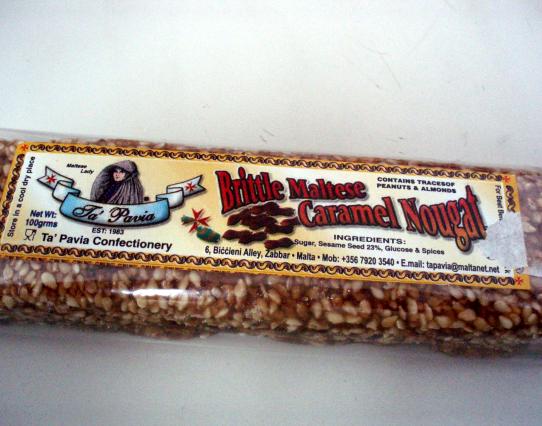 Store in a cool dry place
Maltese
Lady
Ta' Pavia
EST: 1983
Net Wt:
100grms
Ta' Pavia Confectionery
Brittle Maltese
Caramel Nougat
CONTAINS TRACESOF
PEANUTS & ALMONDS
INGREDIENTS:
Sugar, Sesame Seed 23%, Glucose & Spices
6, Biċċieni Alley, Zabbar • Malta • Mob: +356 7920 3540 • E.mail: tapavia@maltanet.net
For Best